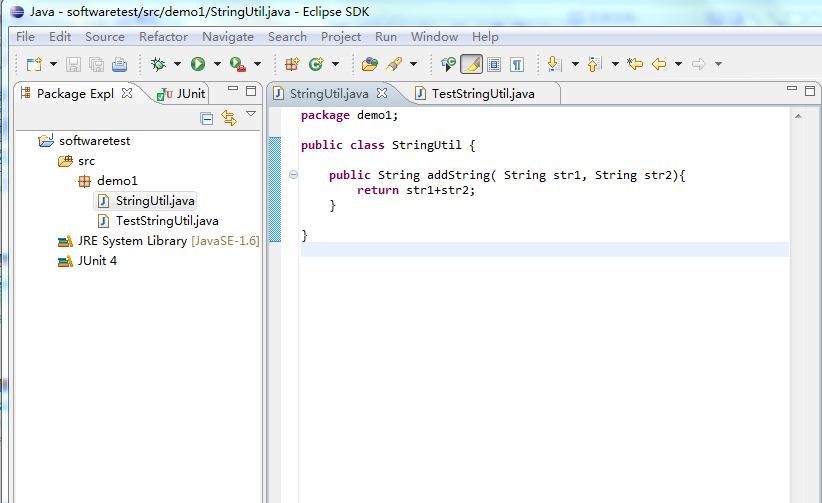 Java - softwaretest/src/demo1/StringUtil.java - Eclipse SDK
File Edit Source Refactor Navigate Search Project Run Window Help
Package Expl JUnit
StringUtil.java TestStringUtil.java
softwaretest
src
demo1
StringUtil.java
TestStringUtil.java
JRE System Library [JavaSE-1.6]
JUnit 4
package demo1;
public class StringUtil {
public String addString( String str1, String str2){
return str1+str2;
}
}